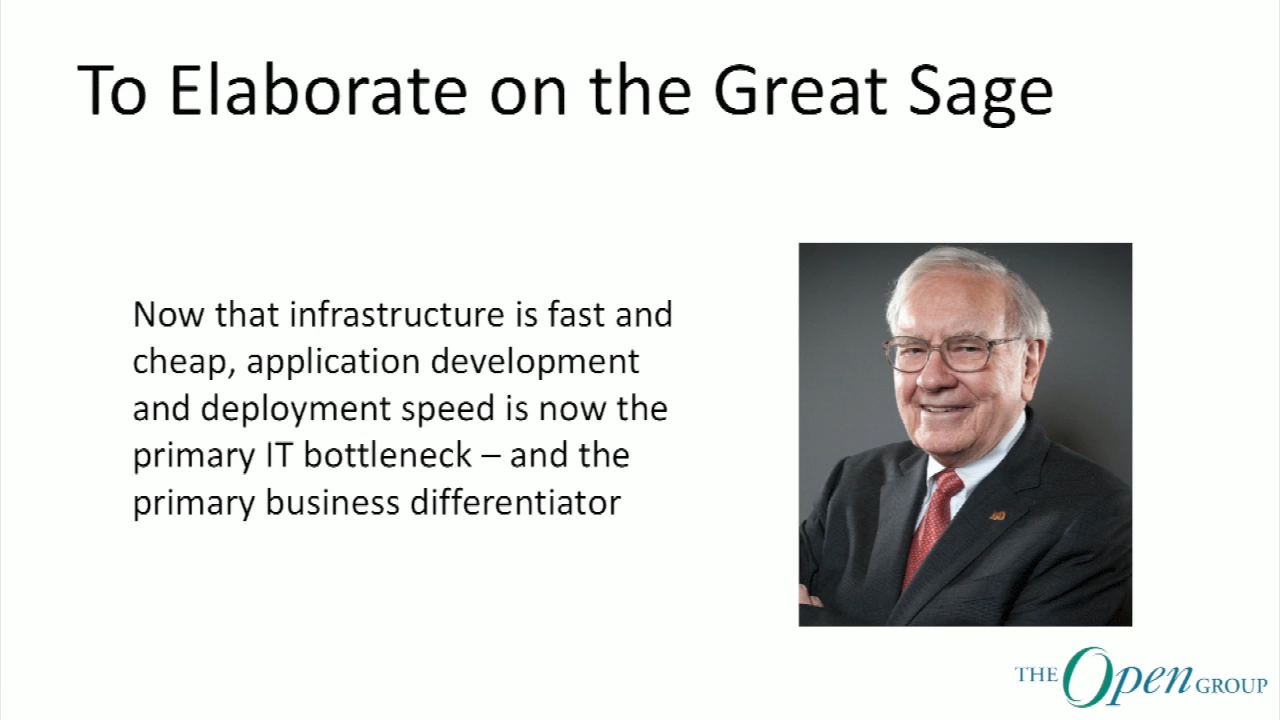 To Elaborate on the Great Sage
Now that infrastructure is fast and
cheap, application development
and deployment speed is now the
primary IT bottleneck – and the
primary business differentiator
THE Open GROUP